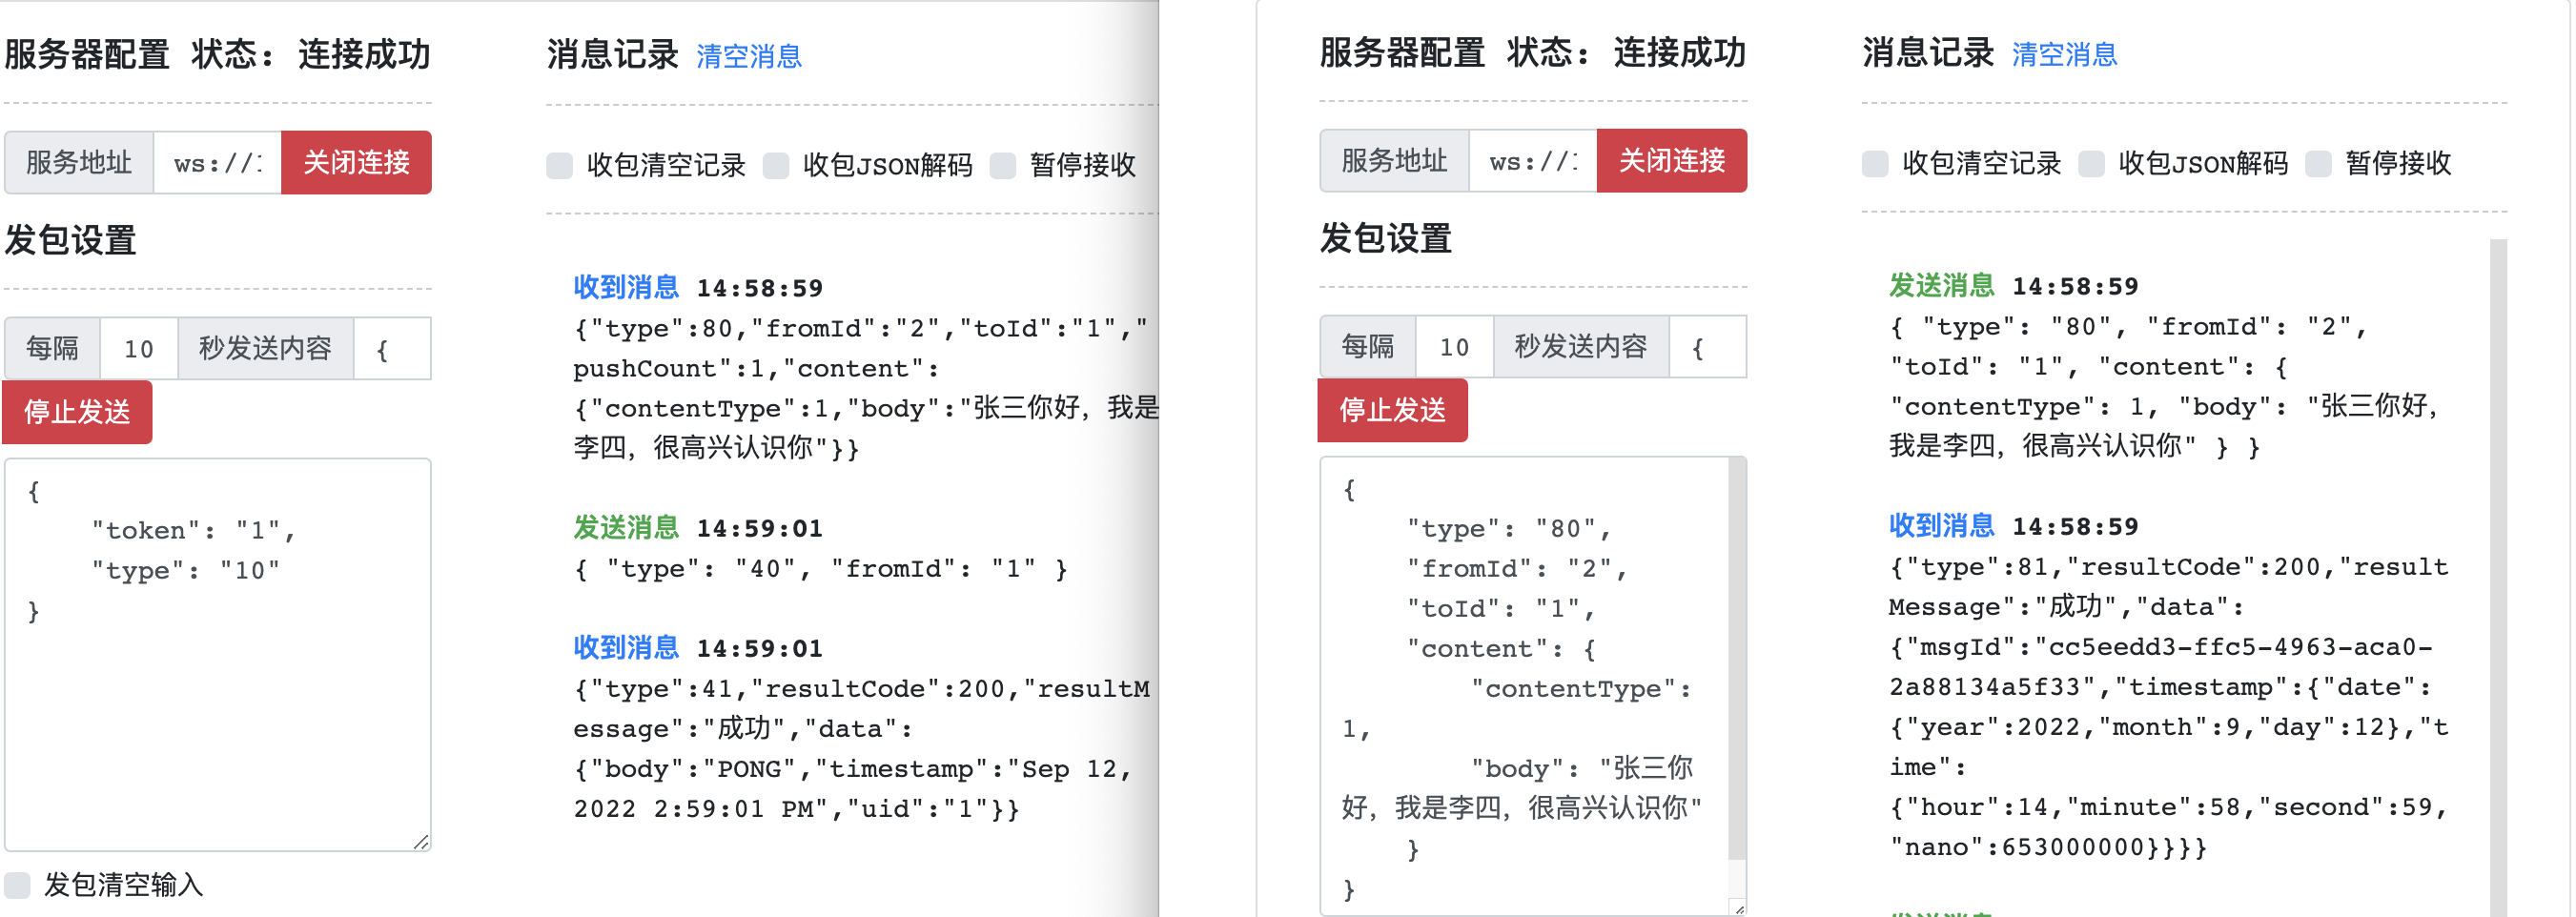 服务器配置 状态: 连接成功
服务地址 ws://: 关闭连接
发包设置
每隔 10 秒发送内容 {
停止发送
{
"token": "1",
"type": "10"
}
发包清空输入
消息记录 清空消息
收包清空记录 收包JSON解码 暂停接收
收到消息 14:58:59
{"type":80,"fromId":"2","toId":"1","
pushCount":1,"content":
{"contentType":1,"body":"张三你好，我是
李四，很高兴认识你"}}
发送消息 14:59:01
{ "type": "40", "fromId": "1" }
收到消息 14:59:01
{"type":41,"resultCode":200,"resultM
essage":"成功","data":
{"body":"PONG","timestamp":"Sep 12,
2022 2:59:01 PM","uid":"1"}}
服务器配置 状态: 连接成功
服务地址 ws://: 关闭连接
发包设置
每隔 10 秒发送内容 {
停止发送
{
"type": "80",
"fromId": "2",
"toId": "1",
"content": {
"contentType":
1,
"body": "张三你
好，我是李四，很高兴认识你"
}
}
消息记录 清空消息
收包清空记录 收包JSON解码 暂停接收
发送消息 14:58:59
{ "type": "80", "fromId": "2",
"toId": "1", "content": {
"contentType": 1, "body": "张三你好，
我是李四，很高兴认识你" } }
收到消息 14:58:59
{"type":81,"resultCode":200,"result
Message":"成功","data":
{"msgId":"cc5eedd3-ffc5-4963-aca0-
2a88134a5f33","timestamp":{"date":
{"year":2022,"month":9,"day":12},"t
ime":
{"hour":14,"minute":58,"second":59,
"nano":653000000}}}}